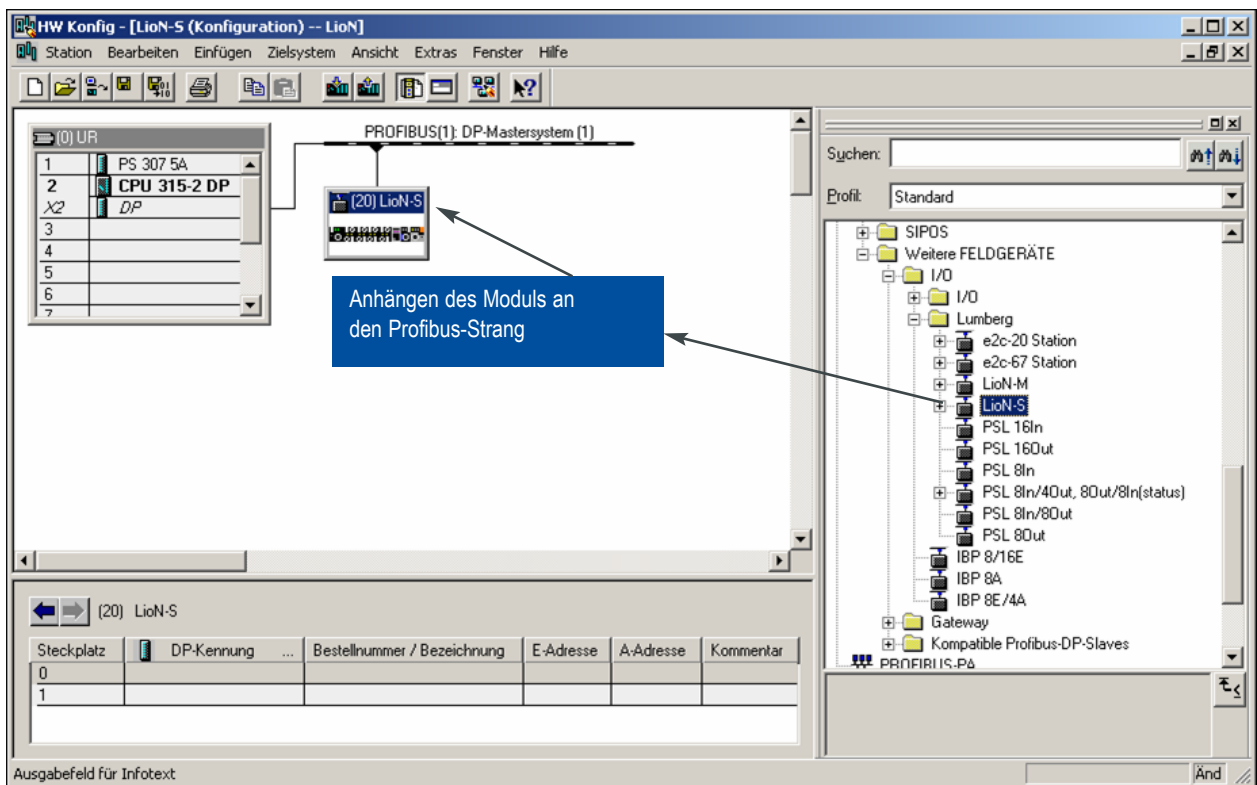 HW Konfig - [LioN-S (Konfiguration) -- LioN]
Station Bearbeiten Einfügen Zielsystem Ansicht Extras Fenster Hilfe
(0) UR
1 PS 307 5A
2 CPU 315-2 DP
X2 DP
3
4
5
6
7
PROFIBUS(1): DP-Mastersystem (1)
(20) LioN-S
Anhängen des Moduls an
den Profibus-Strang
Suchen:
Profil: Standard
SIPOS
Weitere FELDGERÄTE
I/O
I/O
Lumberg
e2c-20 Station
e2c-67 Station
LioN-M
LioN-S
PSL 16In
PSL 16Out
PSL 8In
PSL 8In/4Out, 8Out/8In(status)
PSL 8In/8Out
PSL 8Out
IBP 8/16E
IBP 8A
IBP 8E/4A
Gateway
Kompatible Profibus-DP-Slaves
PROFIBUS-PA
(20) LioN-S
Steckplatz DP-Kennung ... Bestellnummer / Bezeichnung E-Adresse A-Adresse Kommentar
0
1
Ausgabefeld für Infotext
Änd